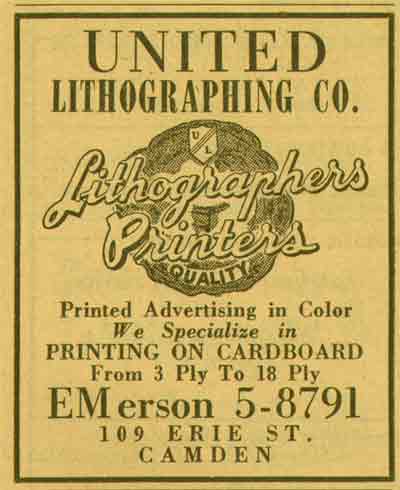 UNITED
LITHOGRAPHING CO.
U
L
Lithographers
Printers
QUALITY
Printed Advertising in Color
We Specialize in
PRINTING ON CARDBOARD
From 3 Ply To 18 Ply
EMerson 5-8791
109 ERIE ST.
CAMDEN